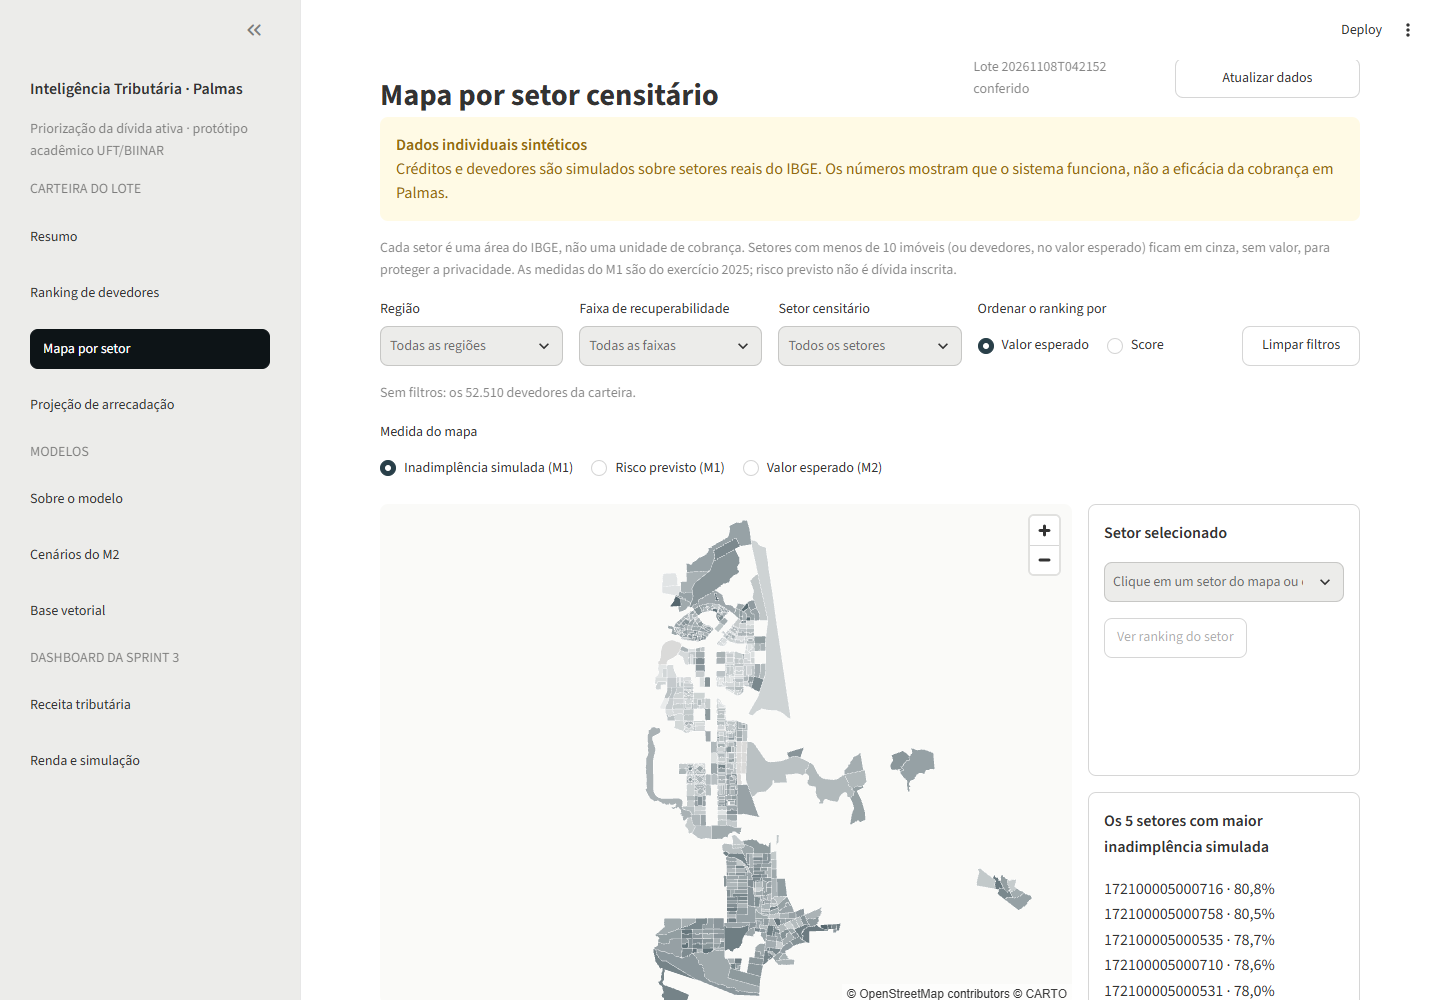 Deploy
Inteligência Tributária · Palmas
Priorização da dívida ativa · protótipo
acadêmico UFT/BIINAR
CARTEIRA DO LOTE
Resumo
Ranking de devedores
Mapa por setor
Projeção de arrecadação
MODELOS
Sobre o modelo
Cenários do M2
Base vetorial
DASHBOARD DA SPRINT 3
Receita tributária
Renda e simulação
Mapa por setor censitário
Lote 20261108T042152
conferido
Atualizar dados
Dados individuais sintéticos
Créditos e devedores são simulados sobre setores reais do IBGE. Os números mostram que o sistema funciona, não a eficácia da cobrança em
Palmas.
Cada setor é uma área do IBGE, não uma unidade de cobrança. Setores com menos de 10 imóveis (ou devedores, no valor esperado) ficam em cinza, sem valor, para
proteger a privacidade. As medidas do M1 são do exercício 2025; risco previsto não é dívida inscrita.
Região
Faixa de recuperabilidade
Setor censitário
Ordenar o ranking por
Todas as regiões
Todas as faixas
Todos os setores
Valor esperado
Score
Limpar filtros
Sem filtros: os 52.510 devedores da carteira.
Medida do mapa
Inadimplência simulada (M1)
Risco previsto (M1)
Valor esperado (M2)
+
−
© OpenStreetMap contributors © CARTO
Setor selecionado
Clique em um setor do mapa ou
Ver ranking do setor
Os 5 setores com maior
inadimplência simulada
172100005000716 · 80,8%
172100005000758 · 80,5%
172100005000535 · 78,7%
172100005000710 · 78,6%
172100005000531 · 78,0%